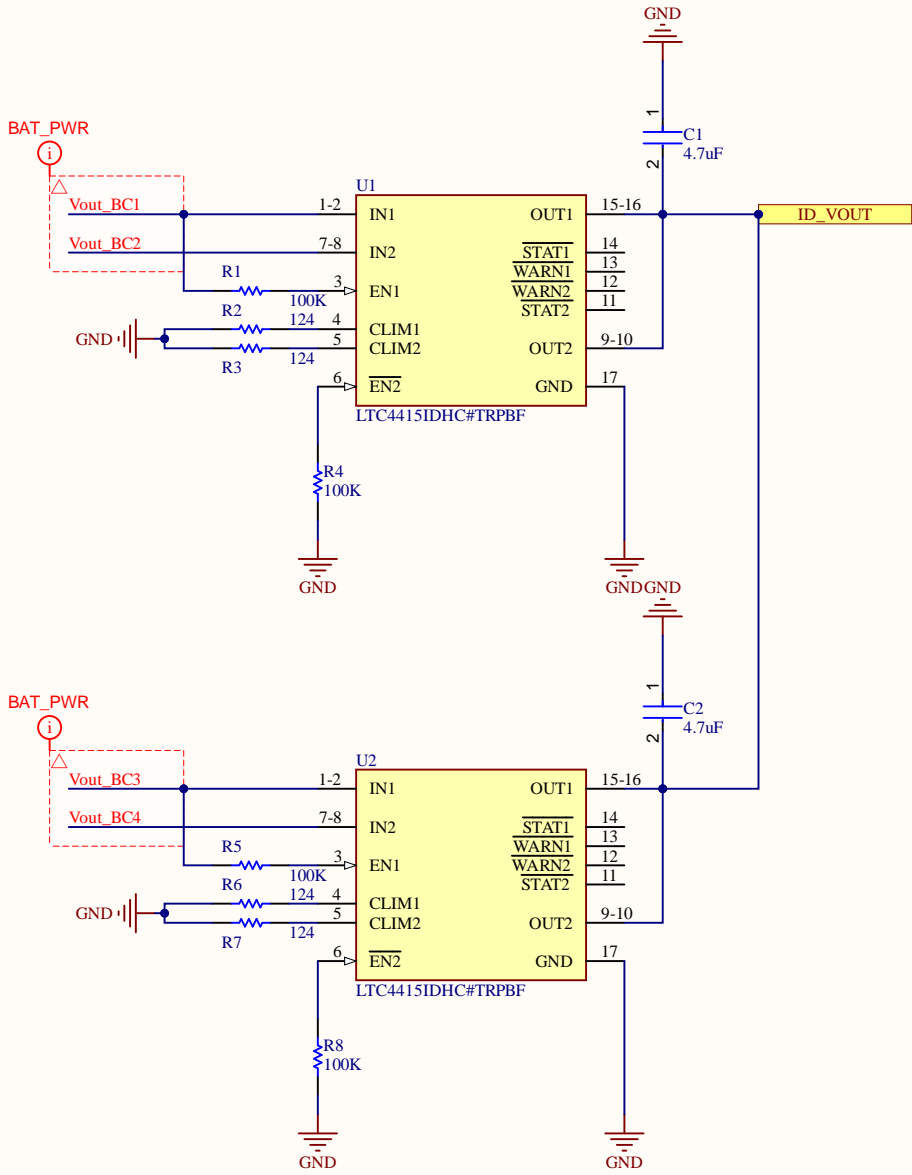 GND
1
BAT_PWR
i
C1
4.7uF
2
U1
Vout_BC1
1-2
IN1
OUT1
15-16
ID_VOUT
Vout_BC2
7-8
IN2
STAT1
14
R1
3
EN1
WARN1
13
100K
WARN2
12
R2
124
4
CLIM1
STAT2
11
GND
5
CLIM2
OUT2
9-10
R3
124
6
EN2
GND
17
LTC4415IDHC#TRPBF
R4
100K
GND
GND
GND
1
BAT_PWR
i
C2
4.7uF
2
U2
Vout_BC3
1-2
IN1
OUT1
15-16
Vout_BC4
7-8
IN2
STAT1
14
R5
3
EN1
WARN1
13
100K
WARN2
12
R6
124
4
CLIM1
STAT2
11
GND
5
CLIM2
OUT2
9-10
R7
124
6
EN2
GND
17
LTC4415IDHC#TRPBF
R8
100K
GND
GND